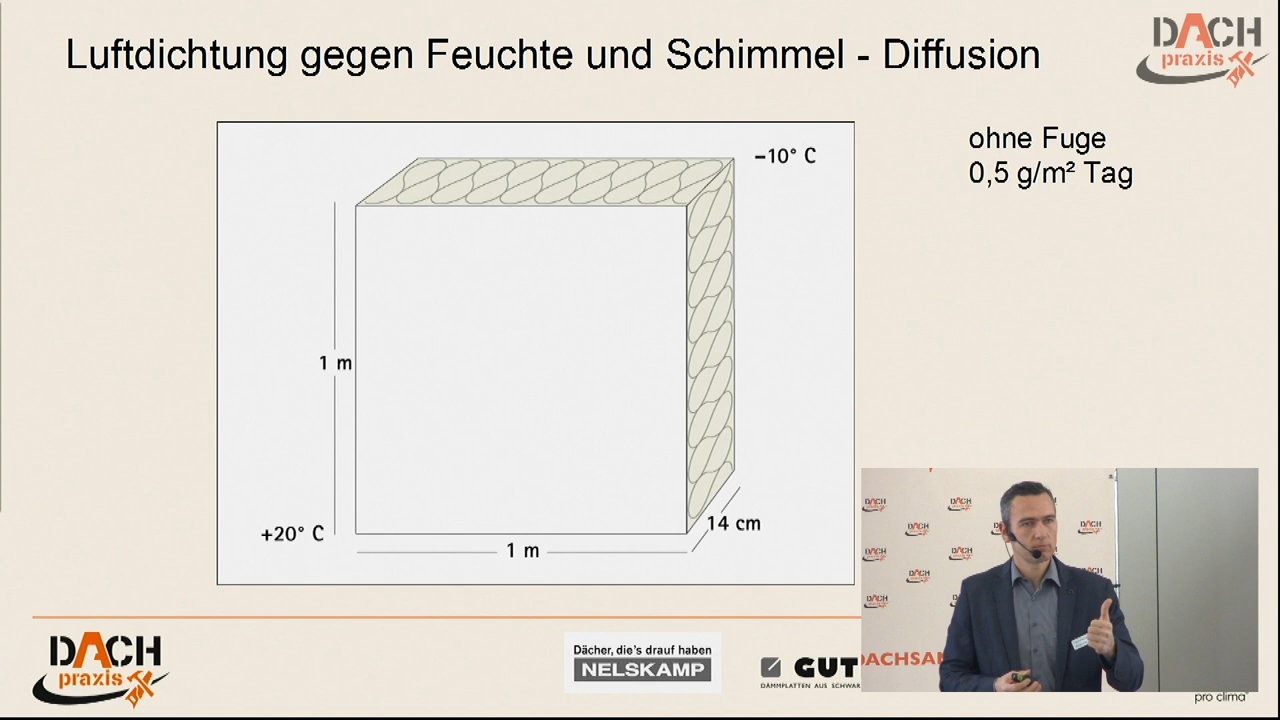 Luftdichtung gegen Feuchte und Schimmel - Diffusion
DACH
praxis
ohne Fuge
0,5 g/m² Tag
–10° C
1 m
+20° C
14 cm
1 m
DACH
praxis
Dächer, die's drauf haben
NELSKAMP
GUT
DÄMMPLATTEN AUS SCHWAR
DACHSAN
pro clima